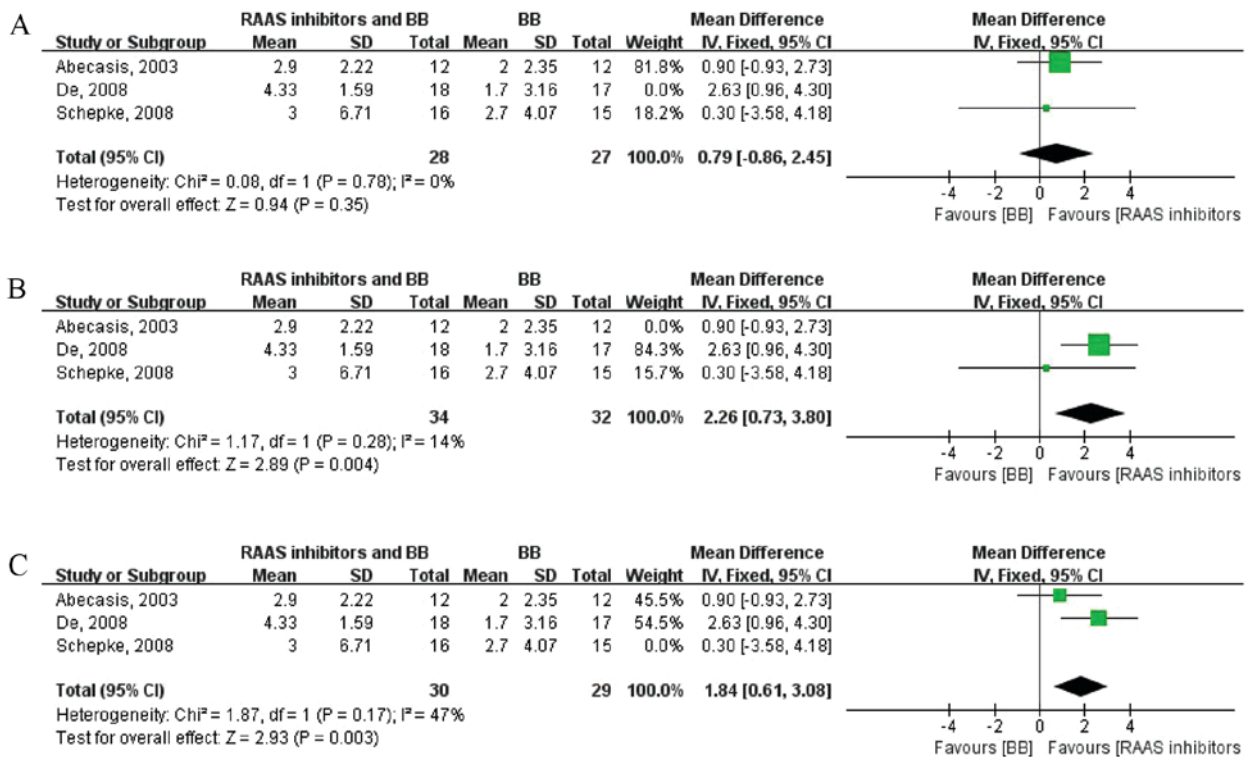 A
RAAS inhibitors and BB BB Mean Difference Mean Difference
Study or Subgroup Mean SD Total Mean SD Total Weight IV, Fixed, 95% CI IV, Fixed, 95% CI
Abecasis, 2003 2.9 2.22 12 2 2.35 12 81.8% 0.90 [-0.93, 2.73]
De, 2008 4.33 1.59 18 1.7 3.16 17 0.0% 2.63 [0.96, 4.30]
Schepke, 2008 3 6.71 16 2.7 4.07 15 18.2% 0.30 [-3.58, 4.18]
Total (95% CI) 28 27 100.0% 0.79 [-0.86, 2.45]
Heterogeneity: Chi² = 0.08, df = 1 (P = 0.78); I² = 0%
Test for overall effect: Z = 0.94 (P = 0.35)
-4 -2 0 2 4
Favours [BB] Favours [RAAS inhibitors
B
RAAS inhibitors and BB BB Mean Difference Mean Difference
Study or Subgroup Mean SD Total Mean SD Total Weight IV, Fixed, 95% CI IV, Fixed, 95% CI
Abecasis, 2003 2.9 2.22 12 2 2.35 12 0.0% 0.90 [-0.93, 2.73]
De, 2008 4.33 1.59 18 1.7 3.16 17 84.3% 2.63 [0.96, 4.30]
Schepke, 2008 3 6.71 16 2.7 4.07 15 15.7% 0.30 [-3.58, 4.18]
Total (95% CI) 34 32 100.0% 2.26 [0.73, 3.80]
Heterogeneity: Chi² = 1.17, df = 1 (P = 0.28); I² = 14%
Test for overall effect: Z = 2.89 (P = 0.004)
-4 -2 0 2 4
Favours [BB] Favours [RAAS inhibitors
C
RAAS inhibitors and BB BB Mean Difference Mean Difference
Study or Subgroup Mean SD Total Mean SD Total Weight IV, Fixed, 95% CI IV, Fixed, 95% CI
Abecasis, 2003 2.9 2.22 12 2 2.35 12 45.5% 0.90 [-0.93, 2.73]
De, 2008 4.33 1.59 18 1.7 3.16 17 54.5% 2.63 [0.96, 4.30]
Schepke, 2008 3 6.71 16 2.7 4.07 15 0.0% 0.30 [-3.58, 4.18]
Total (95% CI) 30 29 100.0% 1.84 [0.61, 3.08]
Heterogeneity: Chi² = 1.87, df = 1 (P = 0.17); I² = 47%
Test for overall effect: Z = 2.93 (P = 0.003)
-4 -2 0 2 4
Favours [BB] Favours [RAAS inhibitors